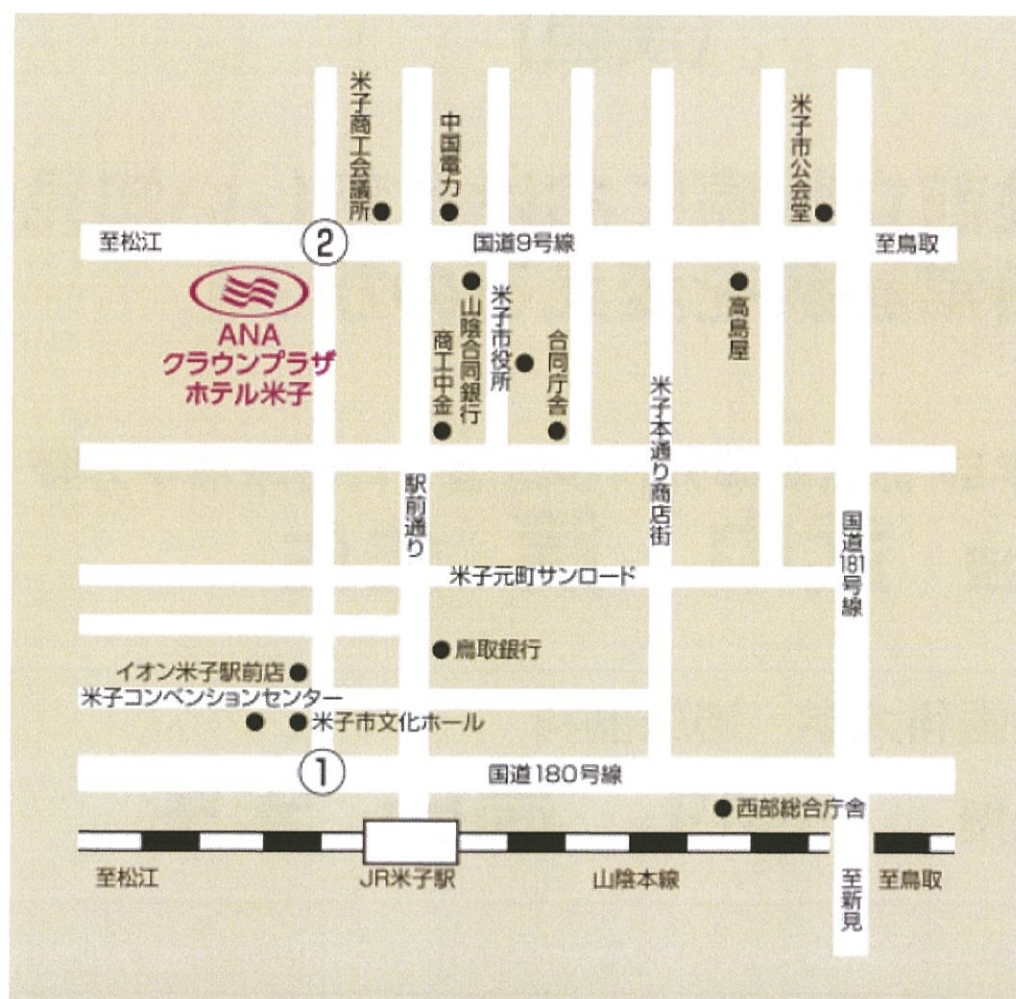 米子商工会議所
中国電力
米子市公会堂
至松江
②
国道9号線
至鳥取
ANA
クラウンプラザ
ホテル米子
山陰合同銀行
商工中金
米子市役所
合同庁舎
高島屋
米子本通り商店街
駅前通り
国道181号線
米子元町サンロード
鳥取銀行
イオン米子駅前店
米子コンベンションセンター
米子市文化ホール
①
国道180号線
西部総合庁舎
至松江
JR米子駅
山陰本線
至新見
至鳥取